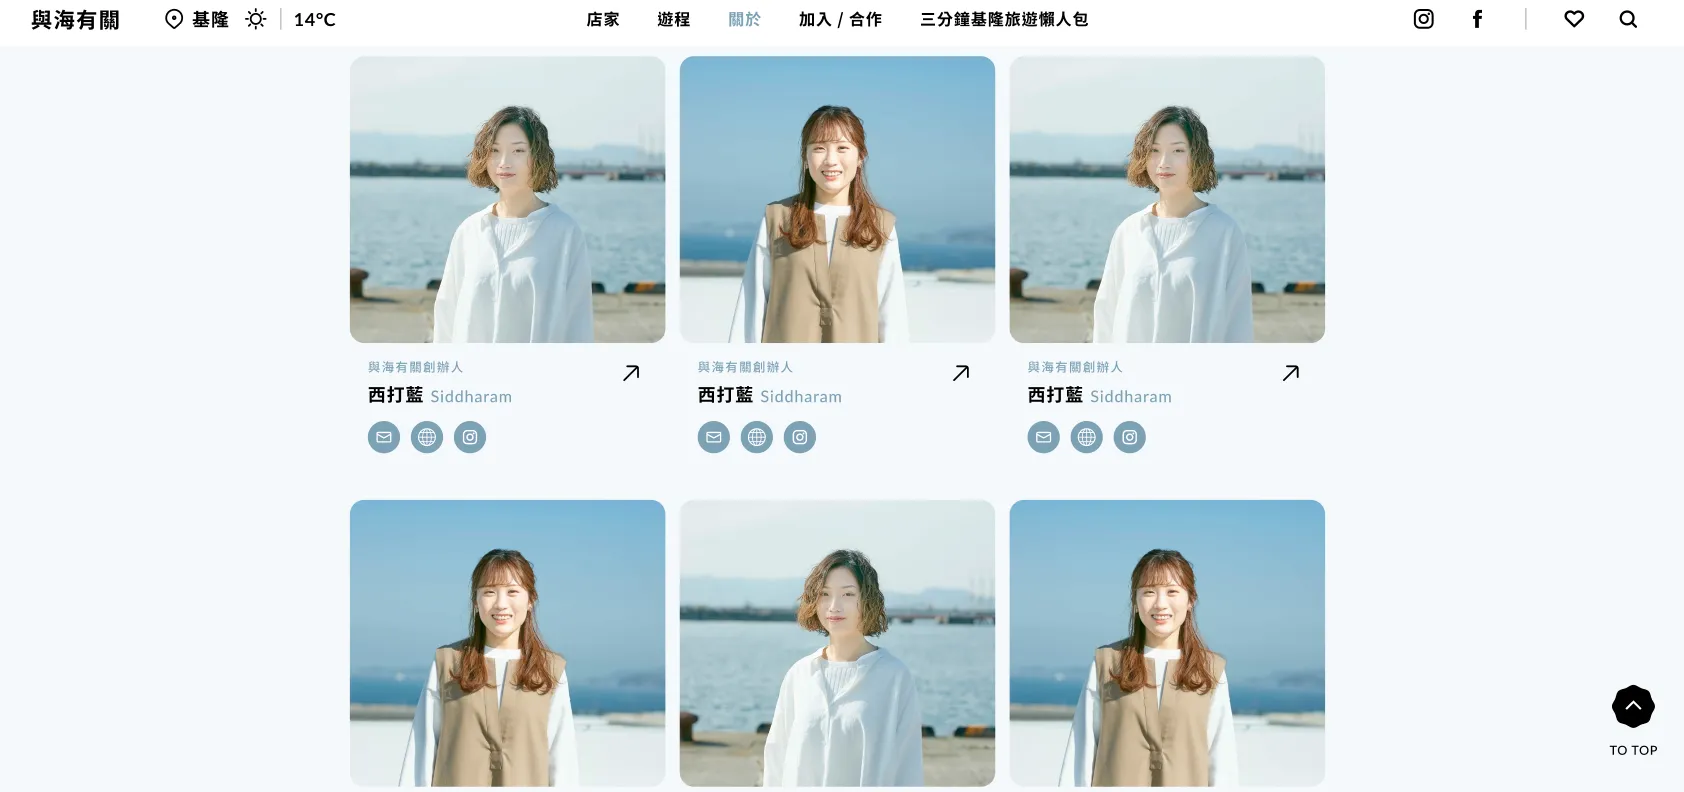 與海有關 基隆 14°C 店家 遊程 關於 加入 / 合作 三分鐘基隆旅遊懶人包
與海有關創辦人 與海有關創辦人 與海有關創辦人
西打藍 Siddharam 西打藍 Siddharam 西打藍 Siddharam
TO TOP